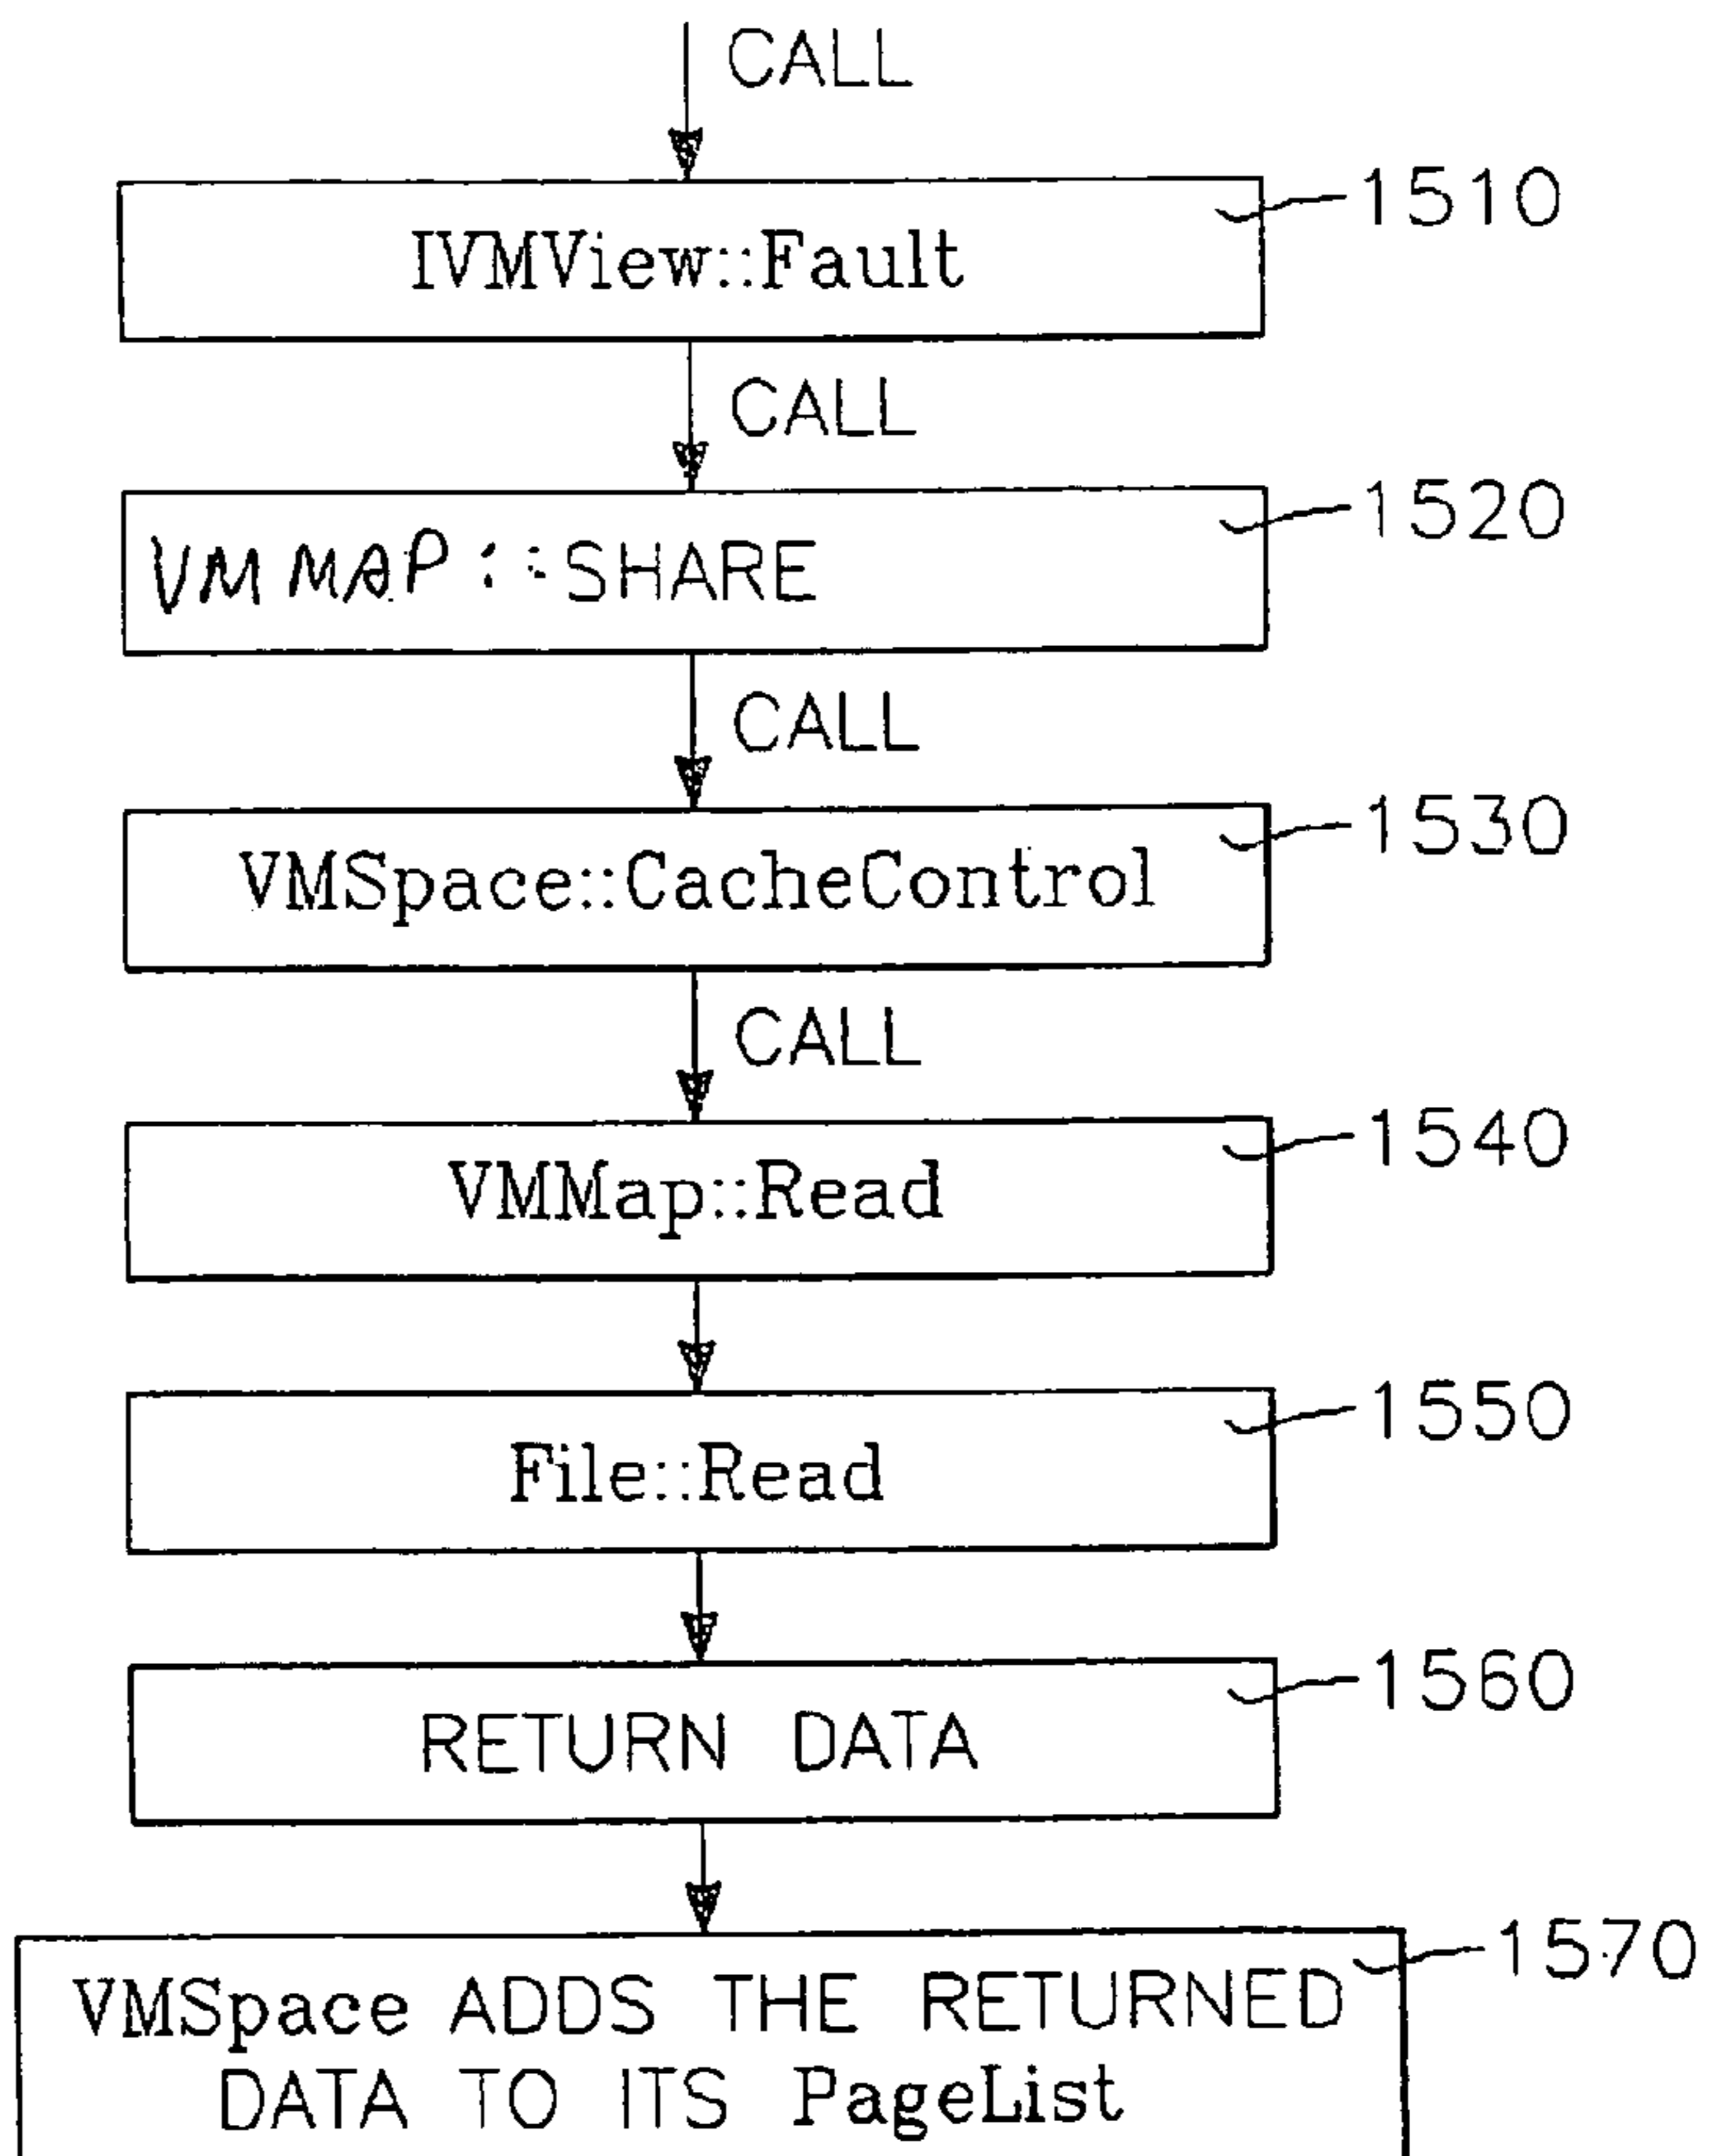 CALL
IVMView::Fault
1510
CALL
VMMAP::SHARE
1520
CALL
VMSpace::CacheControl
1530
CALL
VMMap::Read
1540
File::Read
1550
RETURN DATA
1560
VMSpace ADDS THE RETURNED
DATA TO ITS PageList
1570